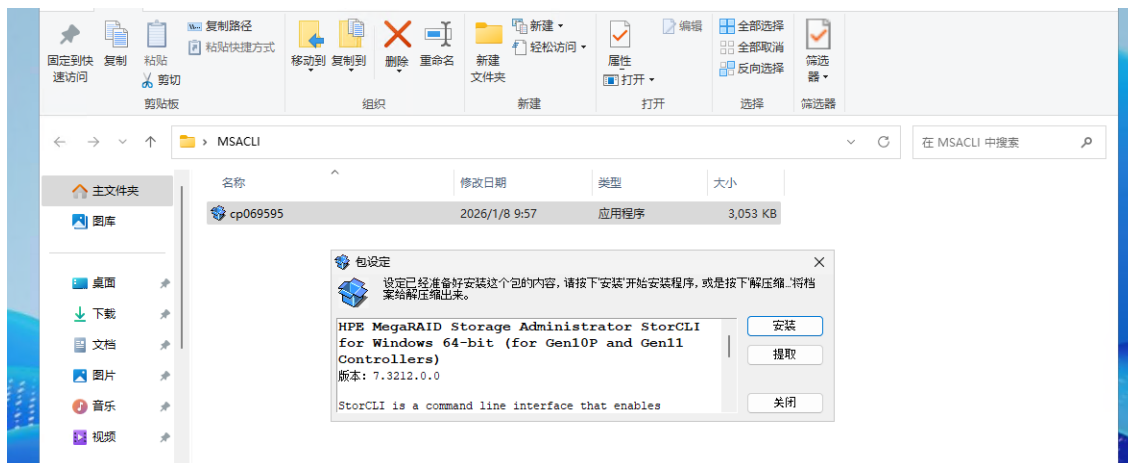 固定到快
速访问
复制
粘贴
复制路径
粘贴快捷方式
剪切
剪贴板
移动到
复制到
删除
重命名
组织
新建
文件夹
新建
轻松访问
新建
属性
打开
编辑
打开
全部选择
全部取消
反向选择
选择
筛选
器
筛选器
MSACLI
在 MSACLI 中搜索
主文件夹
图库
桌面
下载
文档
图片
音乐
视频
名称
修改日期
类型
大小
cp069595
2026/1/8 9:57
应用程序
3,053 KB
包设定
设定已经准备好安装这个包的内容, 请按下'安装'开始安装程序, 或是按下'解压缩...'将档
案给解压缩出来。
HPE MegaRAID Storage Administrator StorCLI
for Windows 64-bit (for Gen10P and Gen11
Controllers)
版本: 7.3212.0.0
StorCLI is a command line interface that enables
安装
提取
关闭